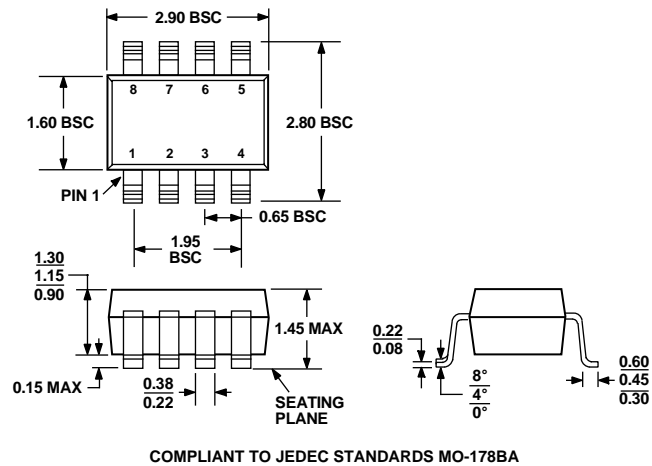 2.90 BSC
8 7 6 5
1.60 BSC
2.80 BSC
1 2 3 4
PIN 1
0.65 BSC
1.95
BSC
1.30
1.15
0.90
1.45 MAX
0.15 MAX
0.38
0.22
SEATING
PLANE
0.22
0.08
8°
4°
0°
0.60
0.45
0.30
COMPLIANT TO JEDEC STANDARDS MO-178BA